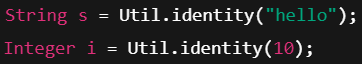 String s = Util.identity("hello");
Integer i = Util.identity(10);